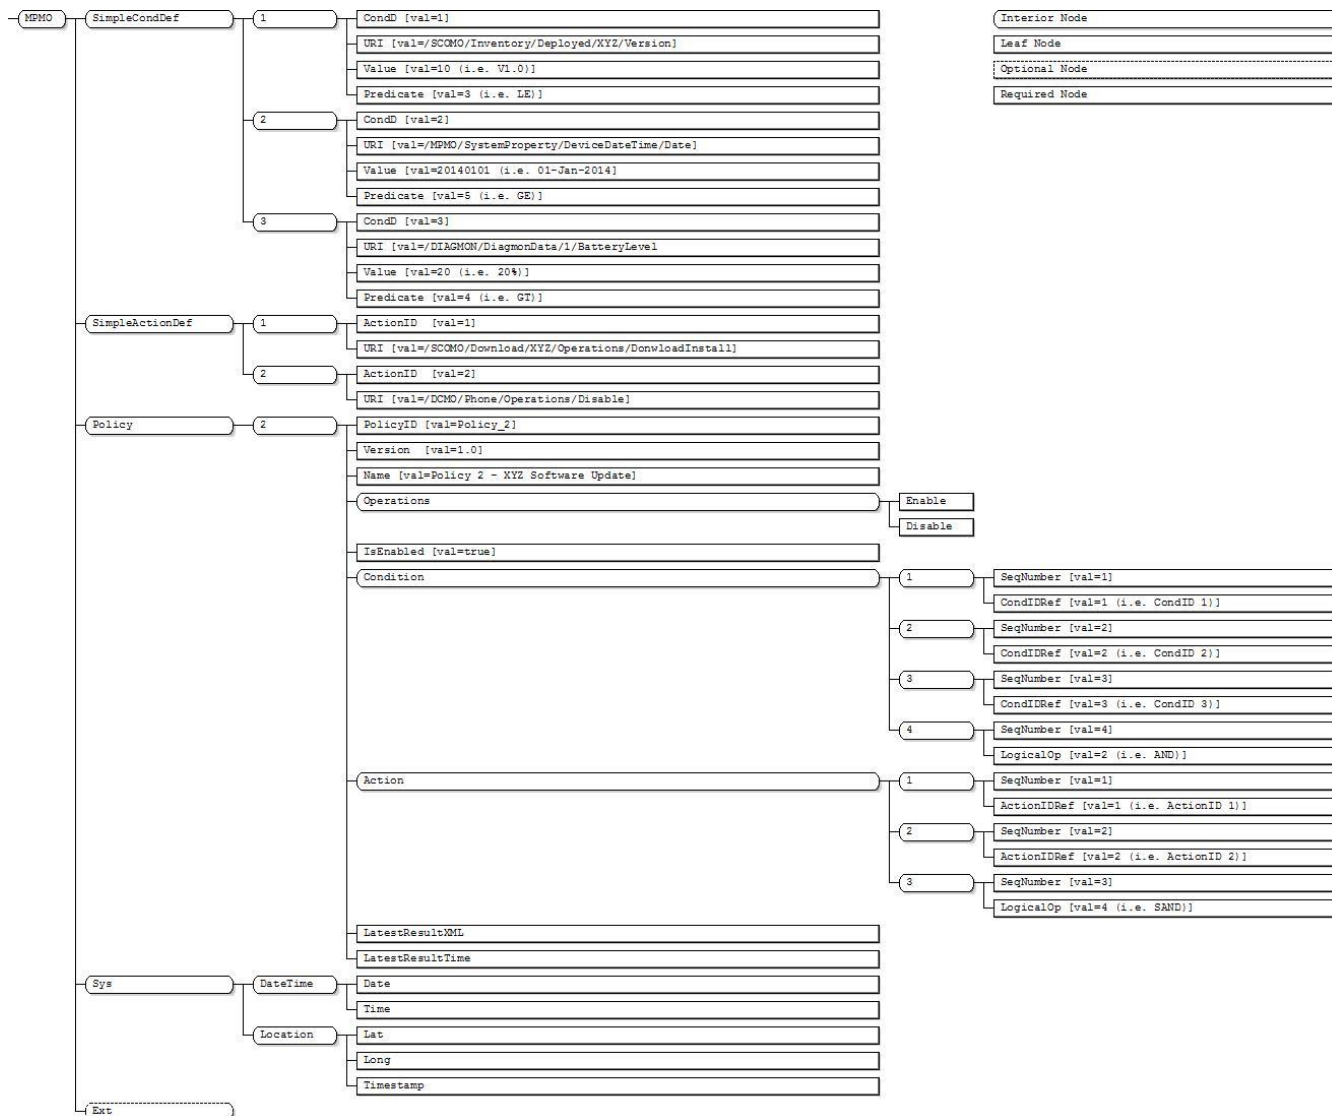 MPMO
SimpleCondDef
1
CondD [val=1]
Interior Node
URI [val=/SCOMO/Inventory/Deployed/XYZ/Version]
Leaf Node
Value [val=10 (i.e. V1.0)]
Optional Node
Predicate [val=3 (i.e. LE)]
Required Node
2
CondD [val=2]
URI [val=/MPMO/SystemProperty/DeviceDateTime/Date]
Value [val=20140101 (i.e. 01-Jan-2014]
Predicate [val=5 (i.e. GE)]
3
CondD [val=3]
URI [val=/DIAGMON/DiagmonData/1/BatteryLevel
Value [val=20 (i.e. 20%)]
Predicate [val=4 (i.e. GT)]
SimpleActionDef
1
ActionID [val=1]
URI [val=/SCOMO/Download/XYZ/Operations/DonwloadInstall]
2
ActionID [val=2]
URI [val=/DCMO/Phone/Operations/Disable]
Policy
2
PolicyID [val=Policy_2]
Version [val=1.0]
Name [val=Policy 2 - XYZ Software Update]
Operations
Enable
Disable
IsEnabled [val=true]
Condition
1
SeqNumber [val=1]
CondIDRef [val=1 (i.e. CondID 1)]
2
SeqNumber [val=2]
CondIDRef [val=2 (i.e. CondID 2)]
3
SeqNumber [val=3]
CondIDRef [val=3 (i.e. CondID 3)]
4
SeqNumber [val=4]
LogicalOp [val=2 (i.e. AND)]
Action
1
SeqNumber [val=1]
ActionIDRef [val=1 (i.e. ActionID 1)]
2
SeqNumber [val=2]
ActionIDRef [val=2 (i.e. ActionID 2)]
3
SeqNumber [val=3]
LogicalOp [val=4 (i.e. SAND)]
LatestResultXML
LatestResultTime
Sys
DateTime
Date
Time
Location
Lat
Long
Timestamp
Ext